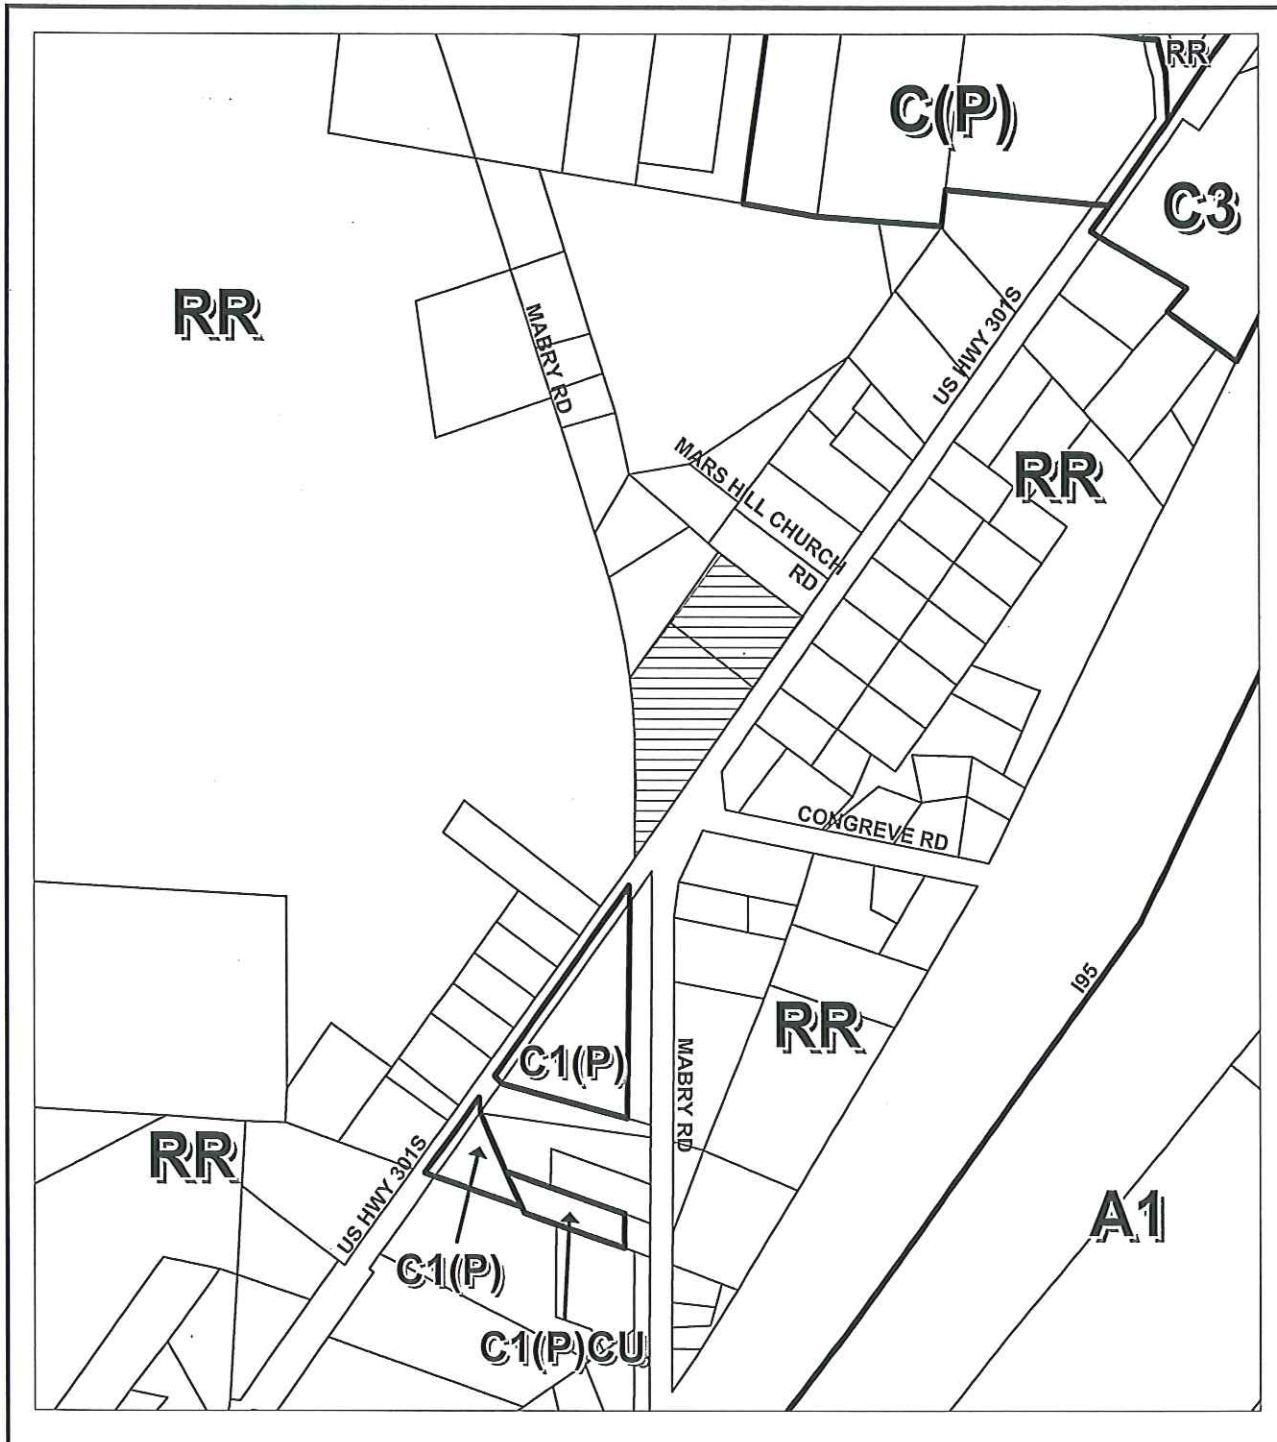 RR
C(P)
C3
RR
MABRY RD
US HWY 301S
MARS HILL CHURCH
RD
RR
CONGREVE RD
I95
RR
C1(P)
MABRY RD
RR
US HWY 301S
A1
C1(P)
C1(P)CU